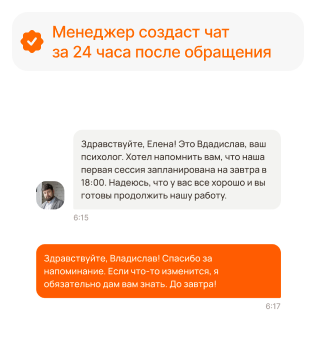 Менеджер создаст чат
за 24 часа после обращения
Здравствуйте, Елена! Это Вдадислав, ваш
психолог. Хотел напомнить вам, что наша
первая сессия запланирована на завтра в
18:00. Надеюсь, что у вас все хорошо и вы
готовы продолжить нашу работу.
6:15
Здравствуйте, Владислав! Спасибо за
напоминание. Если что-то изменится, я
обязательно дам вам знать. До завтра!
6:17